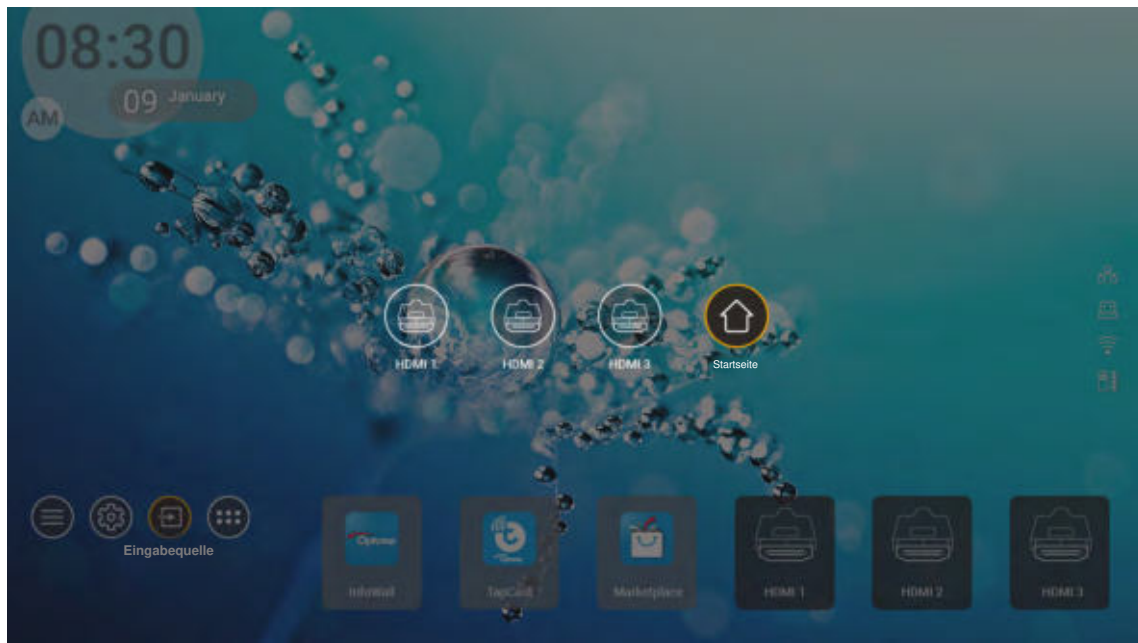 08:30
09 January
AM
HDMI 1
HDMI 2
HDMI 3
Startseite
Eingabequelle
Optoma
InfoWall
TapCast
Marketplace
HDMI 1
HDMI 2
HDMI 3